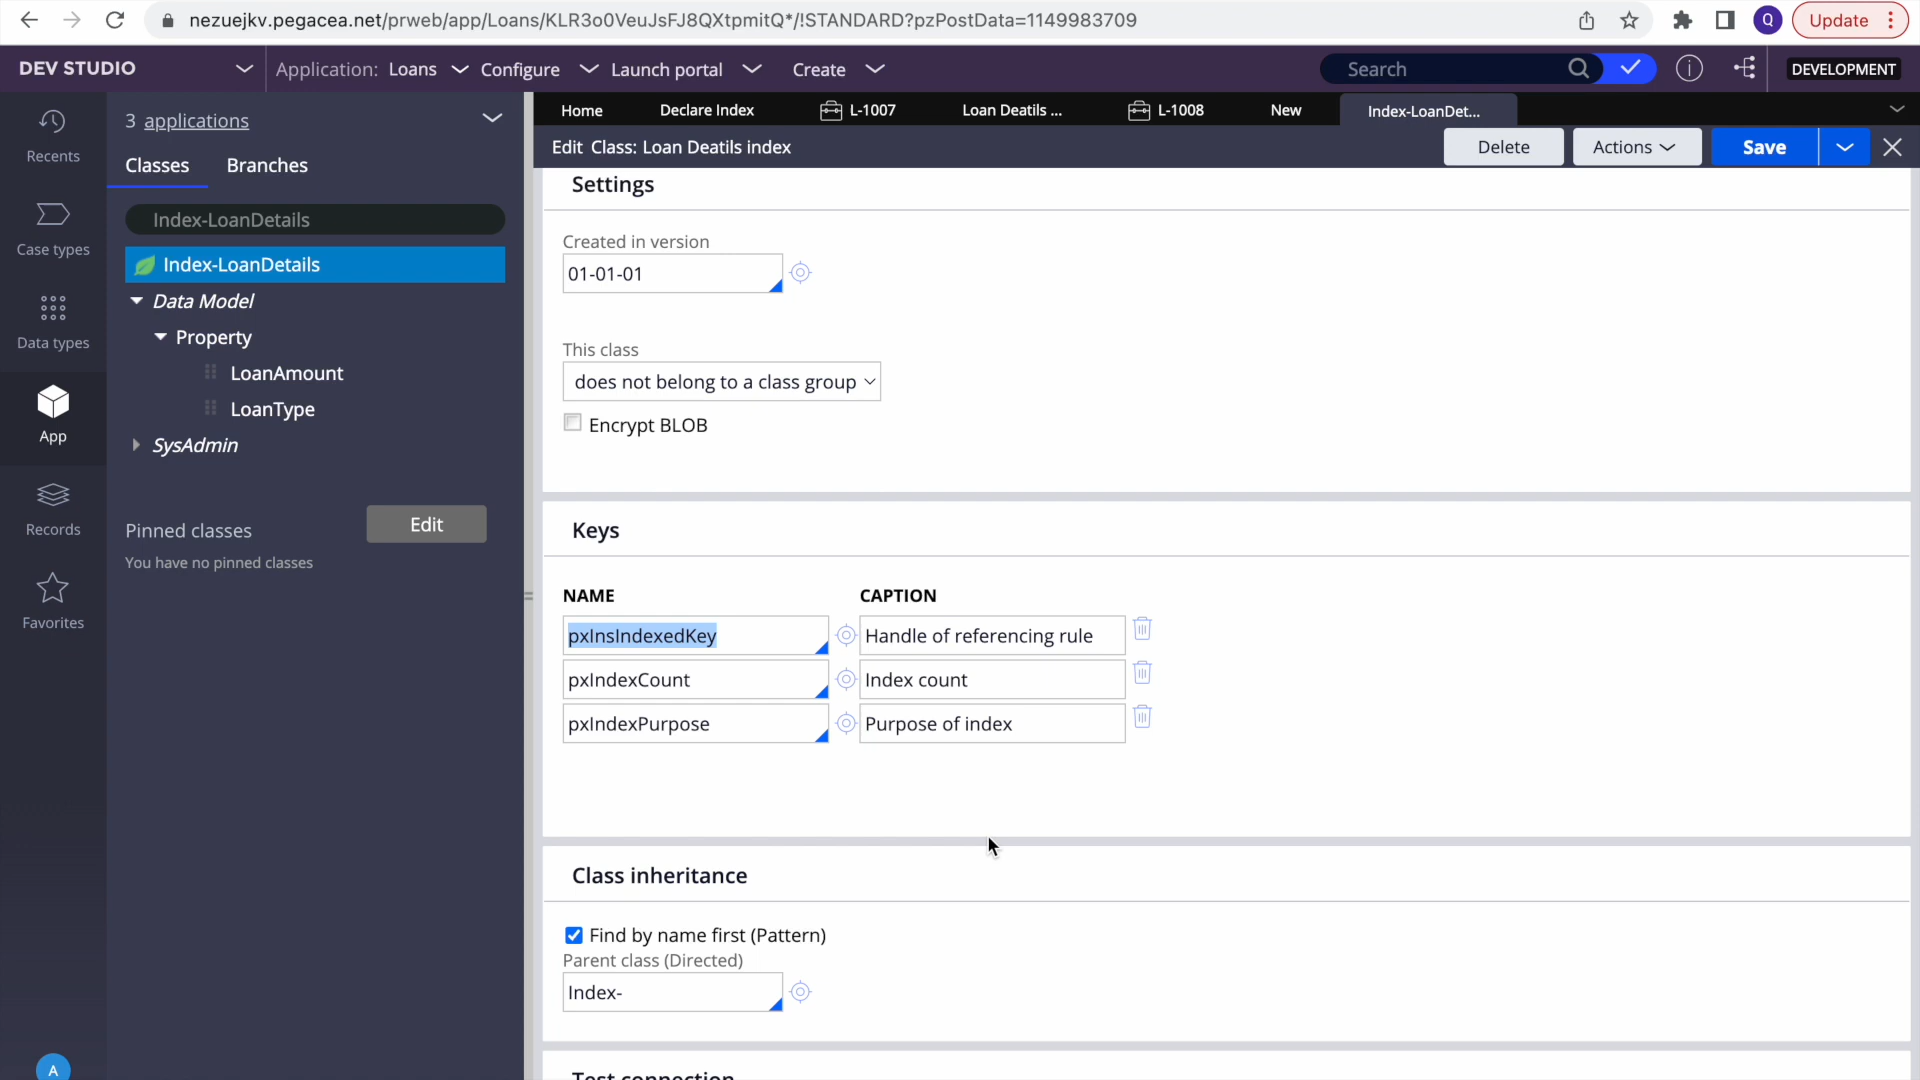 nezuejkv.pegacea.net/prweb/app/Loans/KLR3o0VeuJsFJ8QXtpmitQ*/!STANDARD?pzPostData=1149983709
Q
Update
DEV STUDIO
Application: Loans
Configure
Launch portal
Create
Search
DEVELOPMENT
Recents
Case types
Data types
App
Records
Favorites
A
3 applications
Classes
Branches
Index-LoanDetails
Index-LoanDetails
Data Model
Property
LoanAmount
LoanType
SysAdmin
Pinned classes
Edit
You have no pinned classes
Home
Declare Index
L-1007
Loan Deatils ...
L-1008
New
Index-LoanDet...
Edit Class: Loan Deatils index
Delete
Actions
Save
Settings
Created in version
01-01-01
This class
does not belong to a class group
Encrypt BLOB
Keys
NAME
CAPTION
pxInsIndexedKey
Handle of referencing rule
pxIndexCount
Index count
pxIndexPurpose
Purpose of index
Class inheritance
Find by name first (Pattern)
Parent class (Directed)
Index-
Test connection